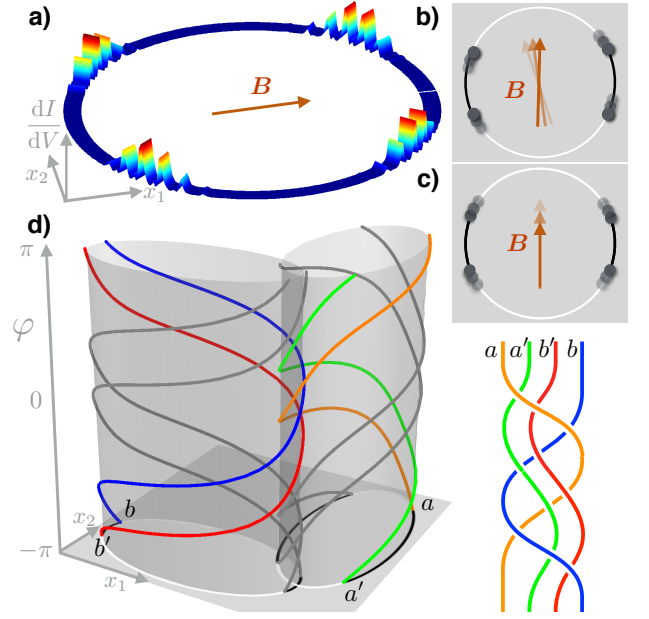 a)
B
dI
dV
x₂
x₁
b)
B
c)
B
d)
π
φ
0
−π
x₂
x₁
b
b′
a
a′
a a′ b′ b